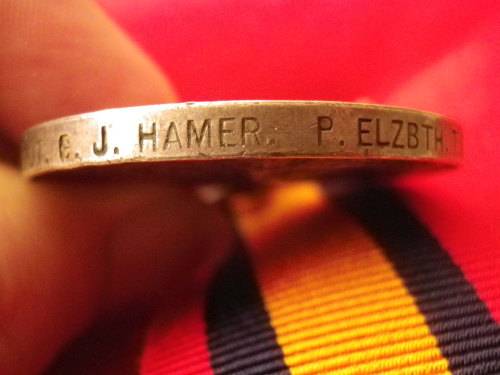 T. C. J. HAMER. P. ELZBTH. T